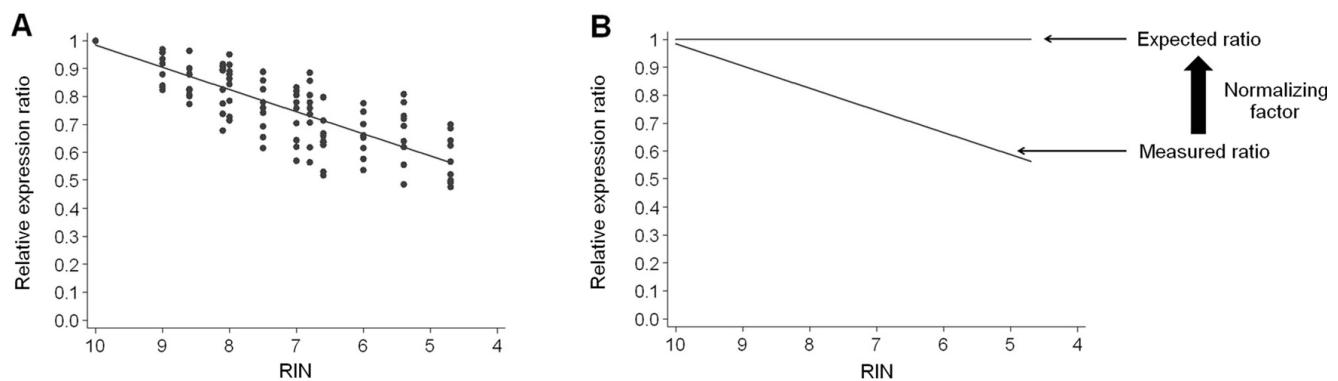 A
Relative expression ratio
1
0.9
0.8
0.7
0.6
0.5
0.4
0.3
0.2
0.1
0.0
10 9 8 7 6 5 4
RIN
B
Relative expression ratio
1
0.9
0.8
0.7
0.6
0.5
0.4
0.3
0.2
0.1
0.0
10 9 8 7 6 5 4
RIN
Expected ratio
Normalizing
factor
Measured ratio